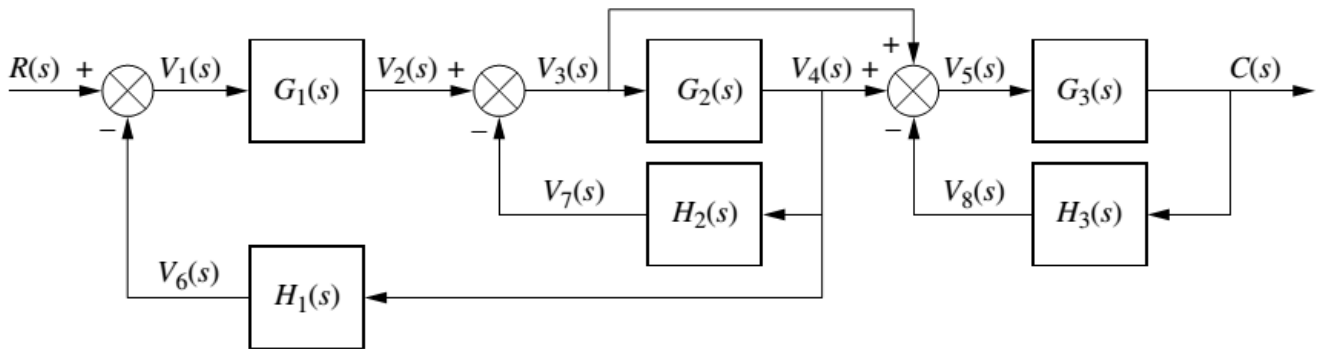 +
R(s) + V₁(s) G₁(s) V₂(s) + V₃(s) G₂(s) V₄(s) + V₅(s) G₃(s) C(s)
− − −
V₇(s) H₂(s) V₈(s) H₃(s)
V₆(s) H₁(s)